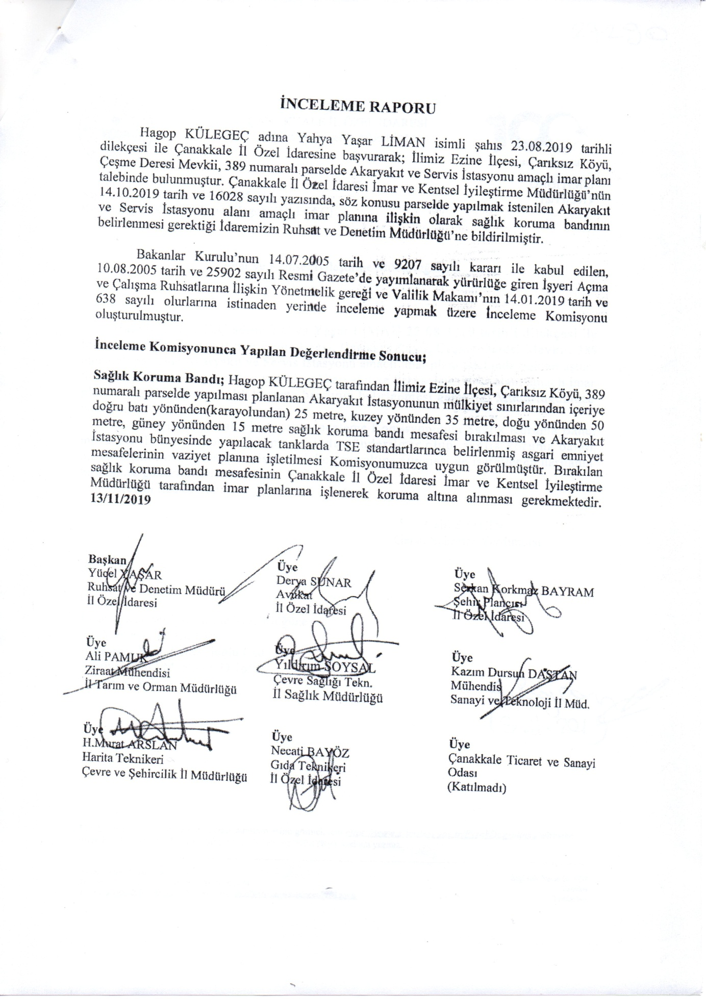 İNCELEME RAPORU
Hagop KÜLEGEÇ adına Yahya Yaşar LİMAN isimli şahıs 23.08.2019 tarihli
dilekçesi ile Çanakkale İl Özel İdaresine başvurarak; İlimiz Ezine İlçesi, Çarıksız Köyü,
Çeşme Deresi Mevkii, 389 numaralı parselde Akaryakıt ve Servis İstasyonu amaçlı imar planı
talebinde bulunmuştur. Çanakkale İl Özel İdaresi İmar ve Kentsel İyileştirme Müdürlüğü'nün
14.10.2019 tarih ve 16028 sayılı yazısında, söz konusu parselde yapılmak istenilen Akaryakıt
ve Servis İstasyonu alanı amaçlı imar planına ilişkin olarak sağlık koruma bandının
belirlenmesi gerektiği İdaremizin Ruhsat ve Denetim Müdürlüğü'ne bildirilmiştir.
Bakanlar Kurulu'nun 14.07.2005 tarih ve 9207 sayılı kararı ile kabul edilen,
10.08.2005 tarih ve 25902 sayılı Resmi Gazete'de yayımlanarak yürürlüğe giren İşyeri Açma
ve Çalışma Ruhsatlarına İlişkin Yönetmelik gereği ve Valilik Makamı'nın 14.01.2019 tarih ve
638 sayılı olurlarına istinaden yerinde inceleme yapmak üzere İnceleme Komisyonu
oluşturulmuştur.
İnceleme Komisyonunca Yapılan Değerlendirme Sonucu;
Sağlık Koruma Bandı; Hagop KÜLEGEÇ tarafından İlimiz Ezine İlçesi, Çarıksız Köyü, 389
numaralı parselde yapılması planlanan Akaryakıt İstasyonunun mülkiyet sınırlarından içeriye
doğru batı yönünden(karayolundan) 25 metre, kuzey yönünden 35 metre, doğu yönünden 50
metre, güney yönünden 15 metre sağlık koruma bandı mesafesi bırakılması ve Akaryakıt
İstasyonu bünyesinde yapılacak tanklarda TSE standartlarınca belirlenmiş asgari emniyet
mesafelerinin vaziyet planına işletilmesi Komisyonumuzca uygun görülmüştür. Bırakılan
sağlık koruma bandı mesafesinin Çanakkale İl Özel İdaresi İmar ve Kentsel İyileştirme
Müdürlüğü tarafından imar planlarına işlenerek koruma altına alınması gerekmektedir.
13/11/2019
Başkan
Yücel YAŞAR
Ruhsat ve Denetim Müdürü
İl Özel İdaresi
Üye
Derya SUNAR
Avukat
İl Özel İdaresi
Üye
Serkan Korkmaz BAYRAM
Şehir Plancısı
İl Özel İdaresi
Üye
Ali PAMUK
Ziraat Mühendisi
İl Tarım ve Orman Müdürlüğü
Üye
Yıldırım SOYSAL
Çevre Sağlığı Tekn.
İl Sağlık Müdürlüğü
Üye
Kazım Dursun DAŞTAN
Mühendis
Sanayi ve Teknoloji İl Müd.
Üye
H.Murat ARSLAN
Harita Teknikeri
Çevre ve Şehircilik İl Müdürlüğü
Üye
Necati BAYÖZ
Gıda Teknikeri
İl Özel İdaresi
Üye
Çanakkale Ticaret ve Sanayi
Odası
(Katılmadı)